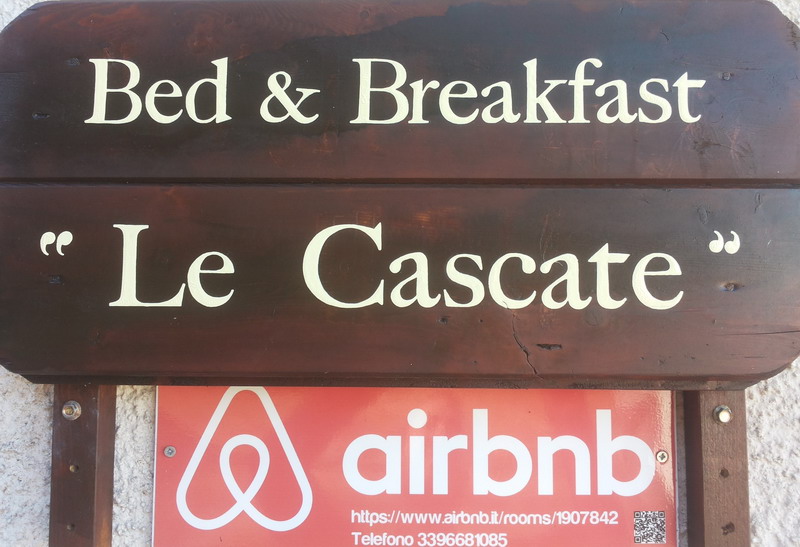 Bed & Breakfast
❞ Le Cascate ❝
airbnb
https://www.airbnb.it/rooms/1907842
Telefono 3396681085